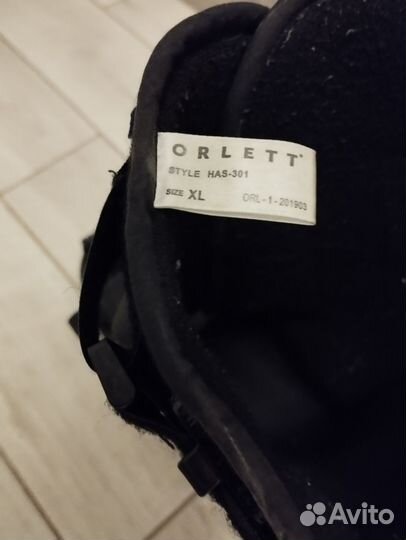 ORLETT
STYLE HAS-301
SIZE XL ORL-1-201903
Avito